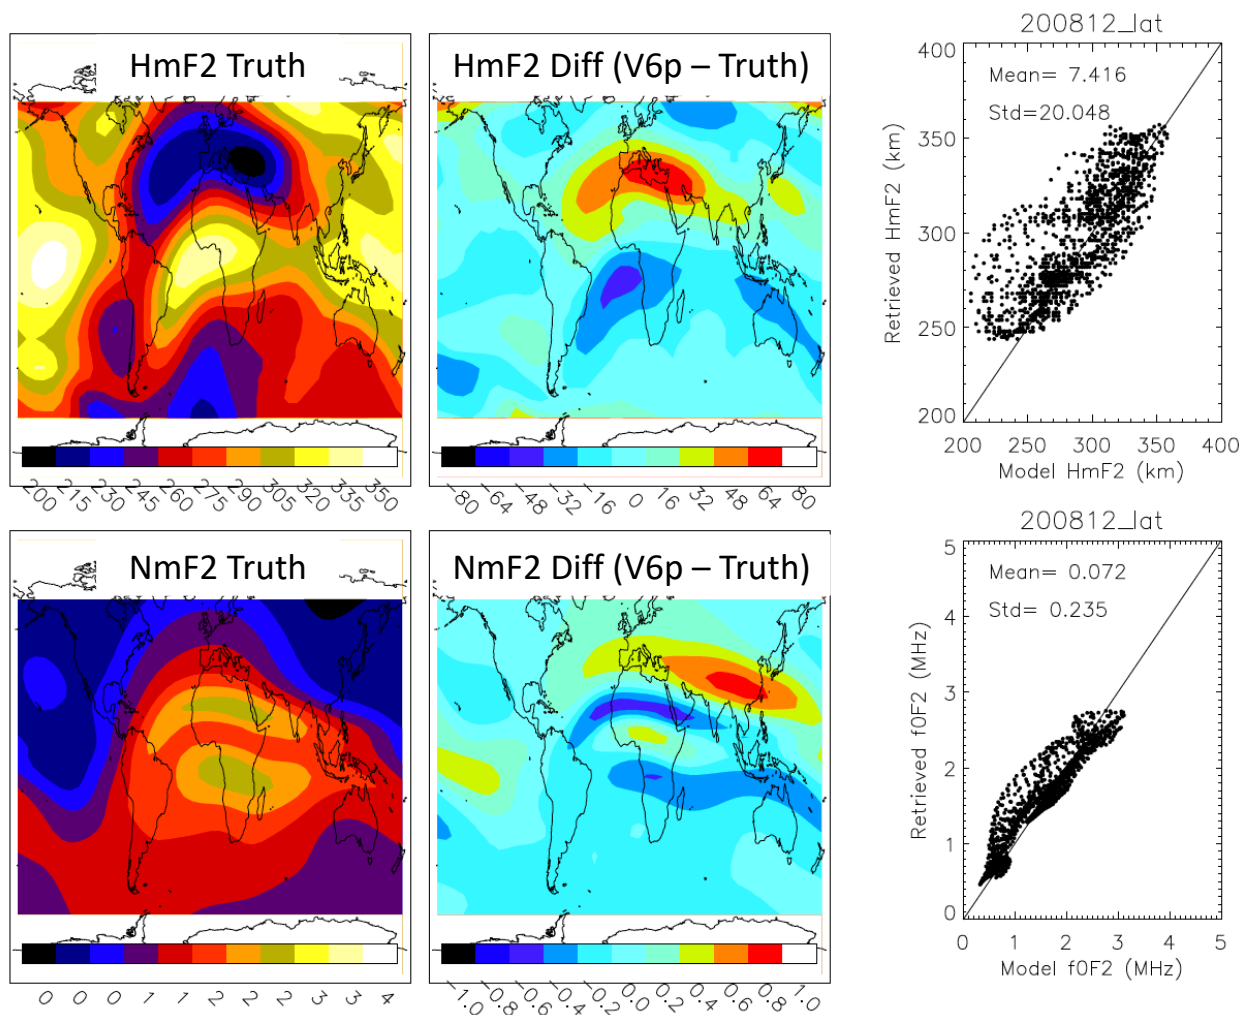 HmF2 Truth
HmF2 Diff (V6p – Truth)
200812_lat
400
Mean= 7.416
Std=20.048
350
300
250
200
Retrieved HmF2 (km)
200 250 300 350 400
Model HmF2 (km)
200 215 230 245 260 275 290 305 320 335 350
-80 -64 -48 -32 -16 0 16 32 48 64 80
NmF2 Truth
NmF2 Diff (V6p – Truth)
200812_lat
5
Mean= 0.072
Std= 0.235
4
3
2
1
0
Retrieved f0F2 (MHz)
0 1 2 3 4 5
Model f0F2 (MHz)
0 0 0 1 1 2 2 2 3 3 4
-1.0 -0.8 -0.6 -0.4 -0.2 0.0 0.2 0.4 0.6 0.8 1.0